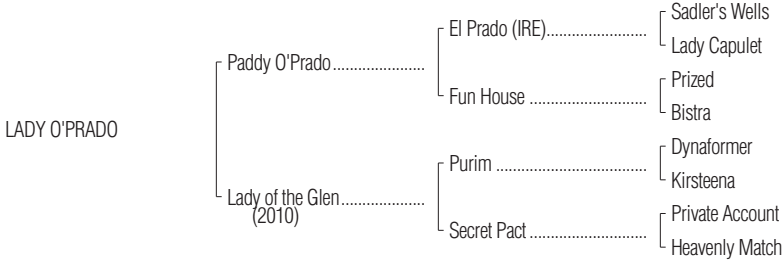 Sadler's Wells
El Prado (IRE)........................
Lady Capulet
Paddy O'Prado......................
Prized
Fun House ............................
Bistra
LADY O'PRADO
Dynaformer
Purim ....................................
Kirsteena
Lady of the Glen....................
(2010)
Private Account
Secret Pact ............................
Heavenly Match